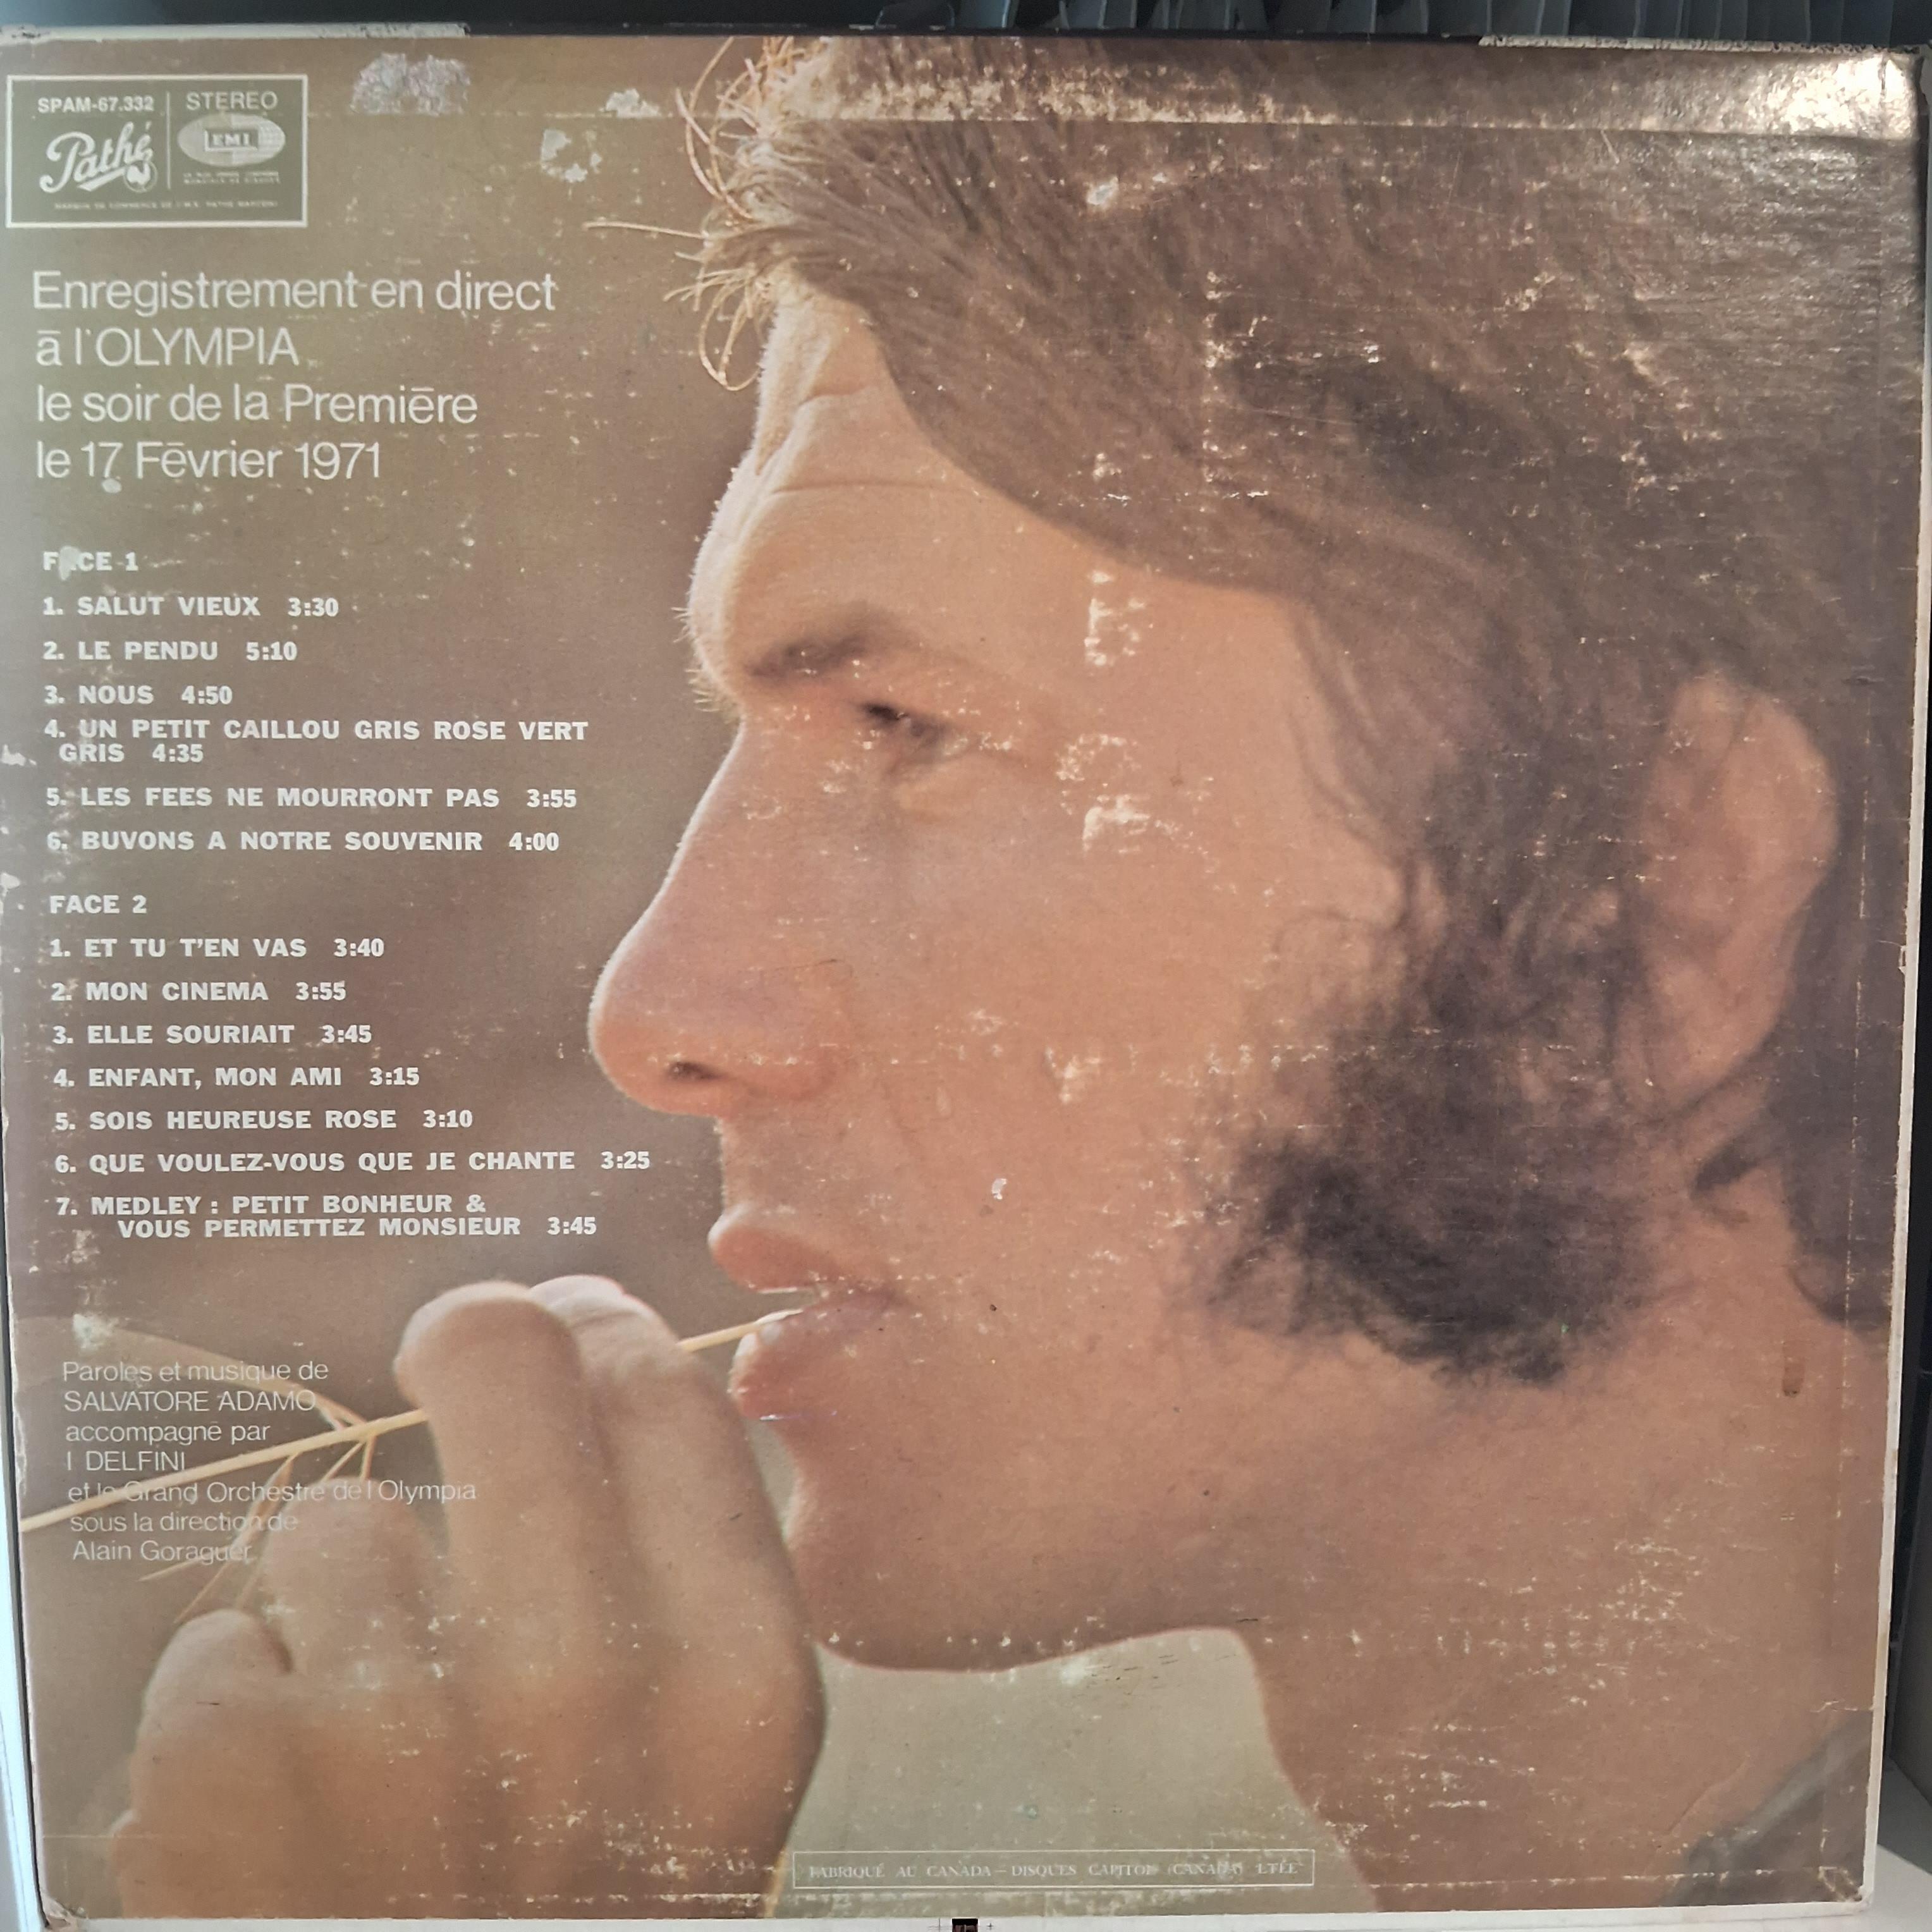 SPAM-67.332
STEREO
Pathé
EMI
Enregistrement en direct
ā l'OLYMPIA
le soir de la Premiēre
le 17 Fēvrier 1971
FACE 1
1. SALUT VIEUX 3:30
2. LE PENDU 5:10
3. NOUS 4:50
4. UN PETIT CAILLOU GRIS ROSE VERT
GRIS 4:35
5. LES FEES NE MOURRONT PAS 3:55
6. BUVONS A NOTRE SOUVENIR 4:00
FACE 2
1. ET TU T'EN VAS 3:40
2. MON CINEMA 3:55
3. ELLE SOURIAIT 3:45
4. ENFANT, MON AMI 3:15
5. SOIS HEUREUSE ROSE 3:10
6. QUE VOULEZ-VOUS QUE JE CHANTE 3:25
7. MEDLEY : PETIT BONHEUR &
VOUS PERMETTEZ MONSIEUR 3:45
Paroles et musique de
SALVATORE ADAMO
accompagnē par
I DELFINI
et le Grand Orchestre de l'Olympia
sous la direction de
Alain Goraguer
FABRIQUÉ AU CANADA — DISQUES CAPITOL (CANADA) LTÉE